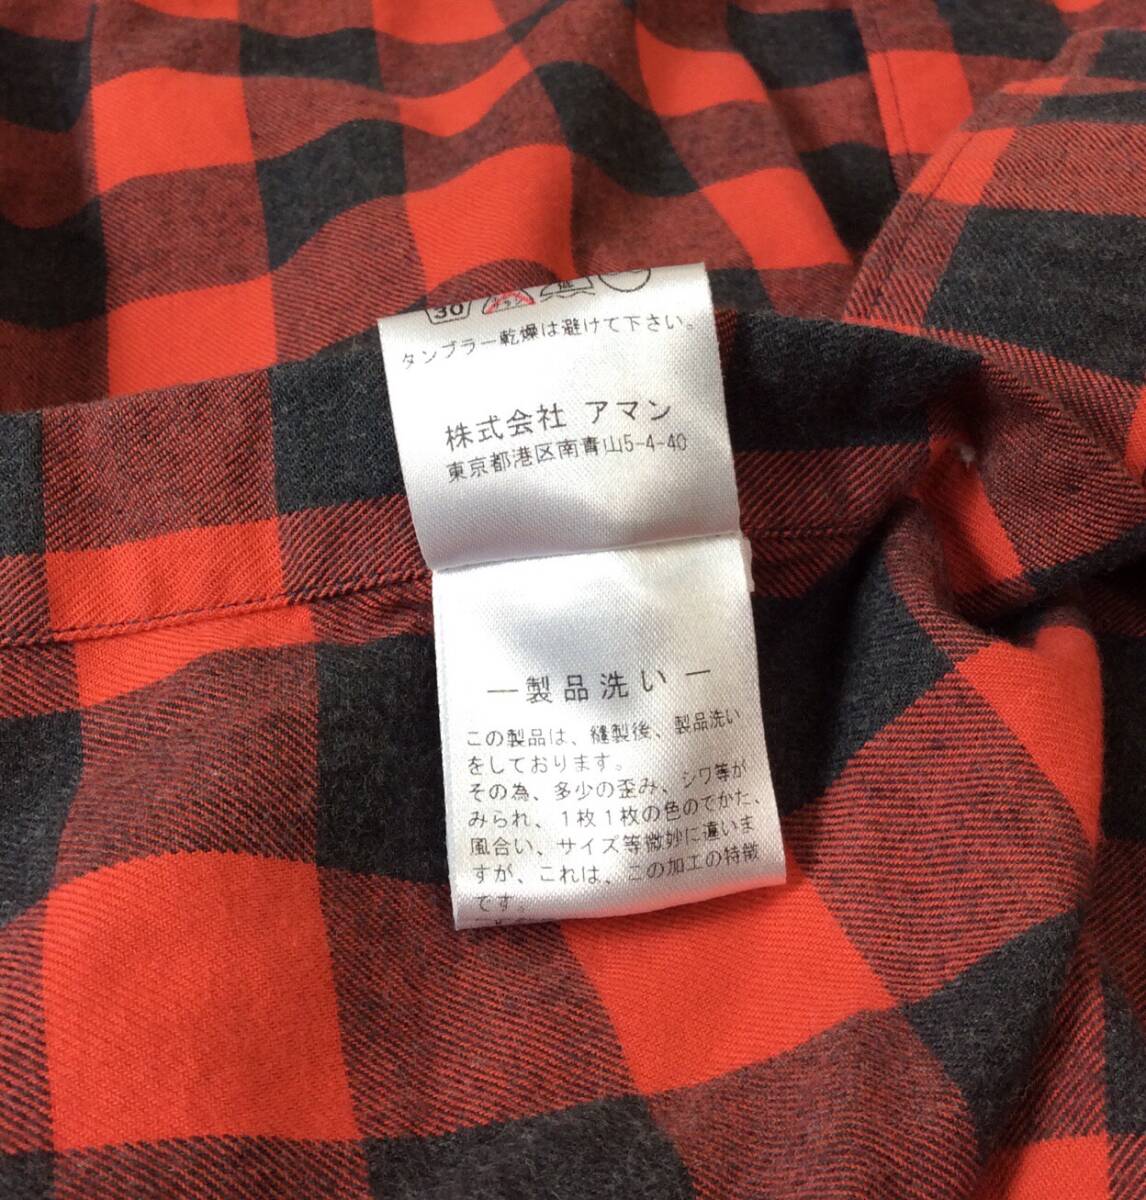 30
タンブラー乾燥は避けて下さい。
株式会社 アマン
東京都港区南青山5-4-40
ー製品洗いー
この製品は、縫製後、製品洗い
をしております。
その為、多少の歪み、シワ等が
みられ、1枚1枚の色のでかた、
風合い、サイズ等微妙に違いま
すが、これは、この加工の特徴
です。